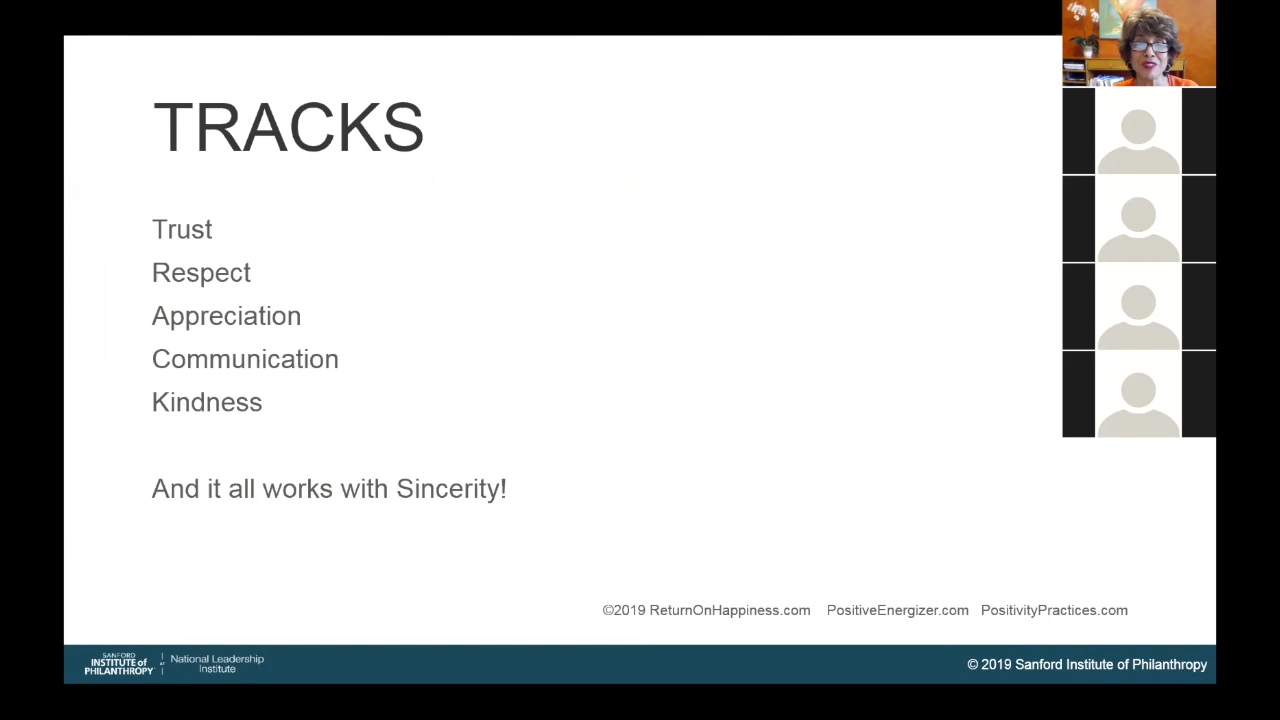 TRACKS
Trust
Respect
Appreciation
Communication
Kindness
And it all works with Sincerity!
©2019 ReturnOnHappiness.com PositiveEnergizer.com PositivityPractices.com
SANFORD
INSTITUTE of
PHILANTHROPY
AT
National Leadership
Institute
© 2019 Sanford Institute of Philanthropy